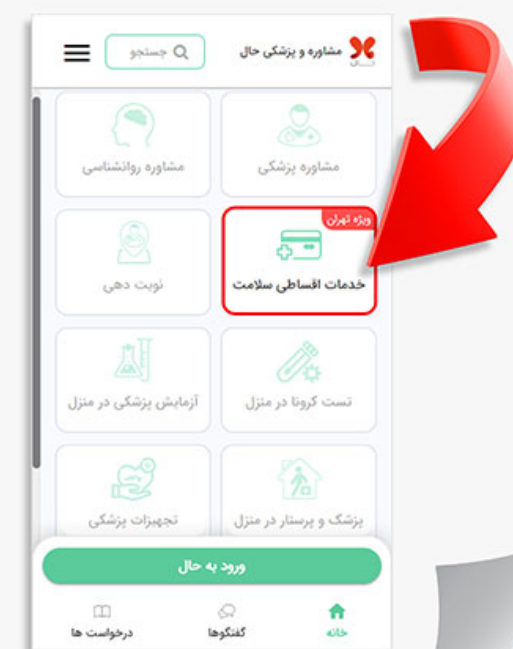 مشاوره و پزشکی حال
جستجو
حال
مشاوره پزشکی
مشاوره روانشناسی
ویژه تهران
خدمات اقساطی سلامت
نوبت دهی
تست کرونا در منزل
آزمایش پزشکی در منزل
پزشک و پرستار در منزل
تجهیزات پزشکی
ورود به حال
خانه
گفتگوها
درخواست ها